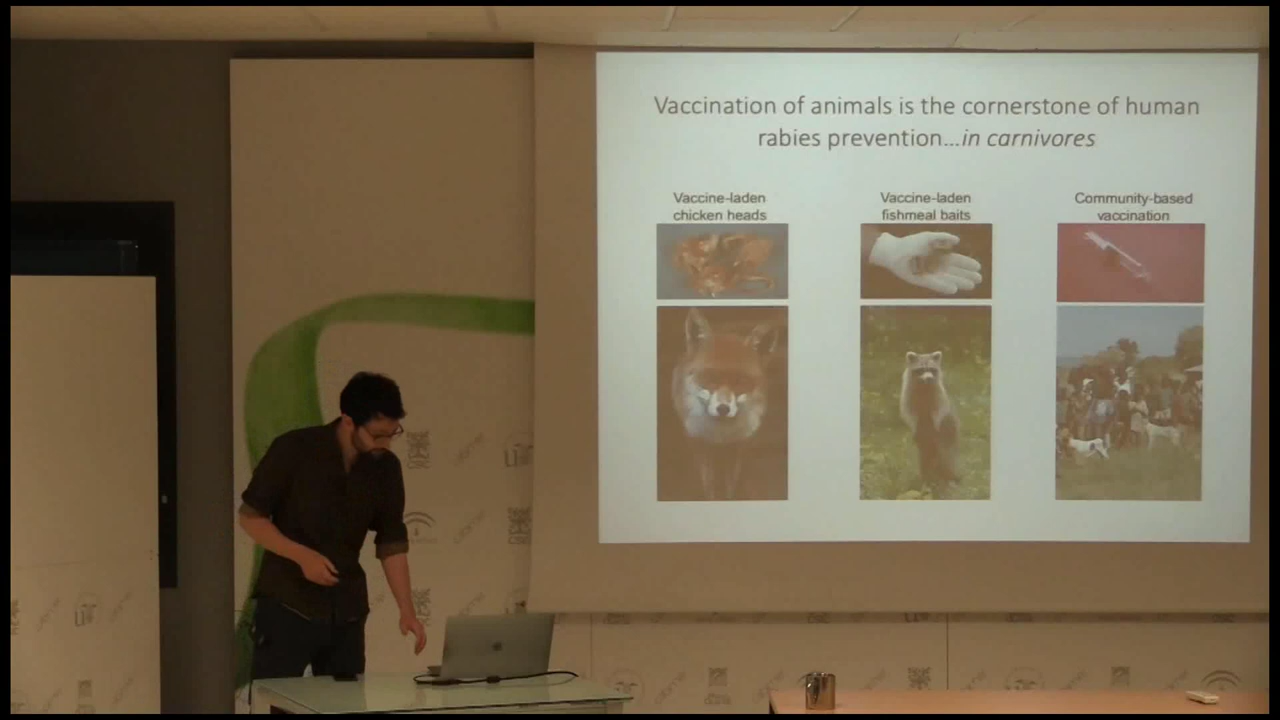 Vaccination of animals is the cornerstone of human
rabies prevention...in carnivores
Vaccine-laden
chicken heads
Vaccine-laden
fishmeal baits
Community-based
vaccination